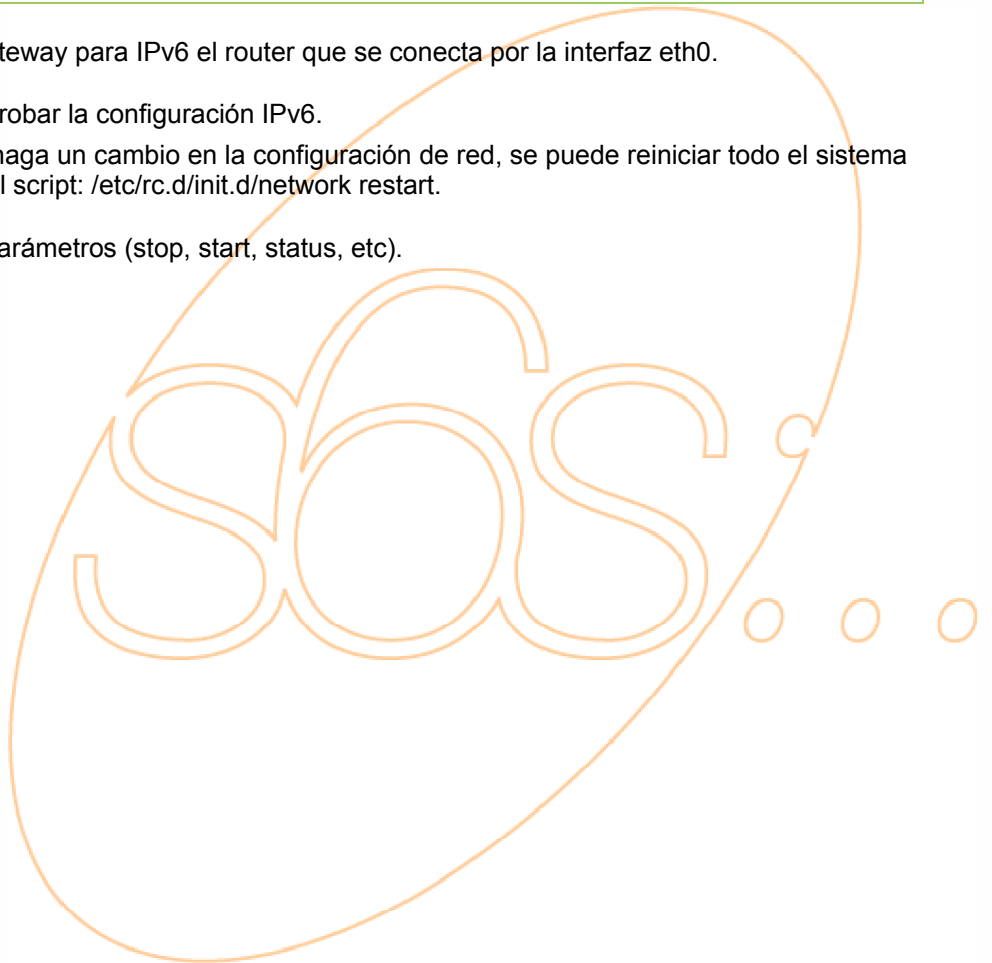 teway para IPv6 el router que se conecta por la interfaz eth0.
robar la configuración IPv6.
haga un cambio en la configuración de red, se puede reiniciar todo el sistema
l script: /etc/rc.d/init.d/network restart.
arámetros (stop, start, status, etc).
s6s...